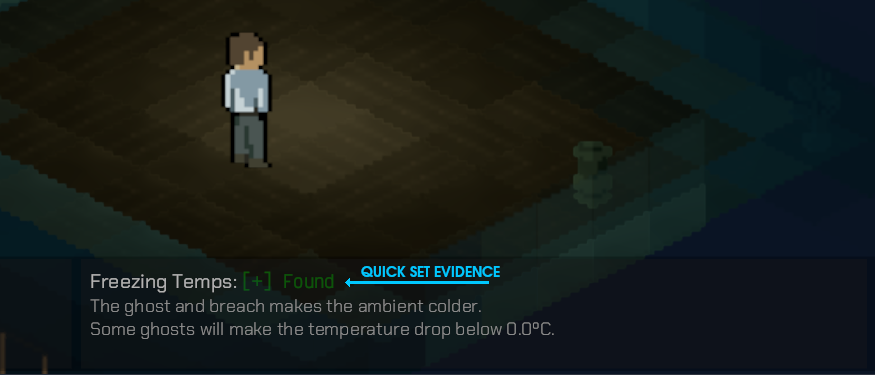 QUICK SET EVIDENCE
Freezing Temps: [+] Found
The ghost and breach makes the ambient colder.
Some ghosts will make the temperature drop below 0.0ºC.